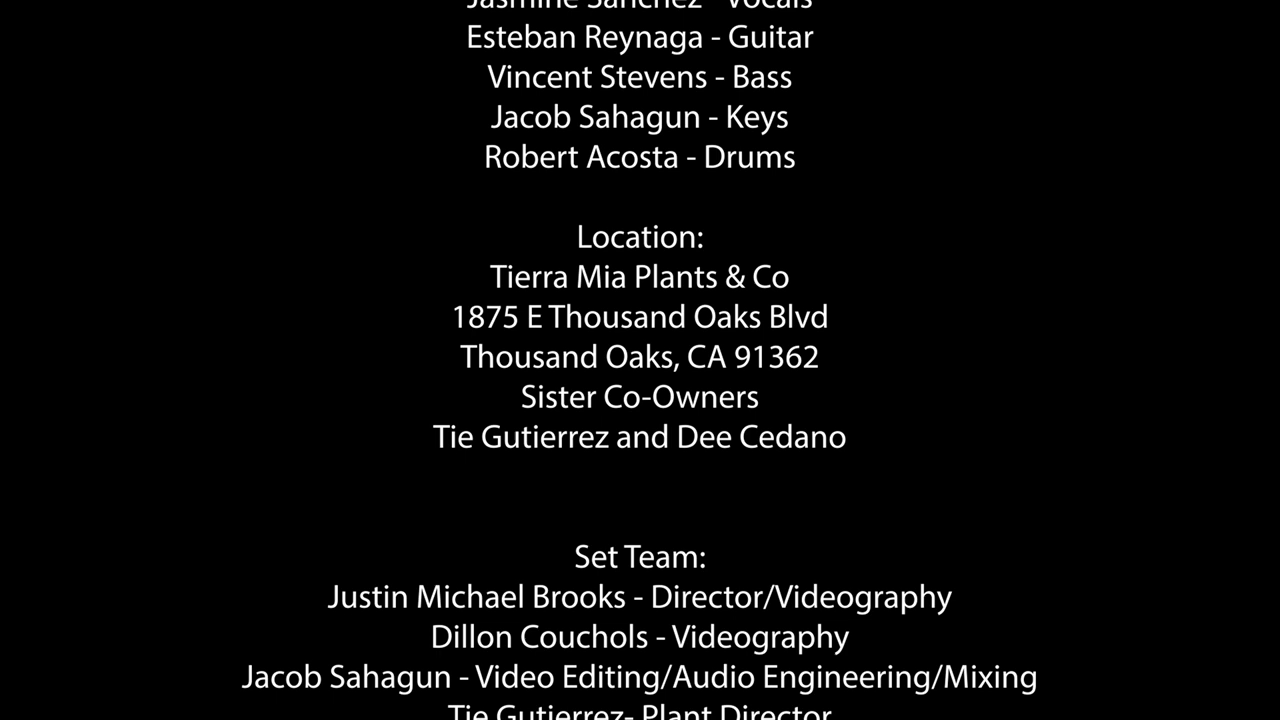 Jasmine Sanchez - Vocals
Esteban Reynaga - Guitar
Vincent Stevens - Bass
Jacob Sahagun - Keys
Robert Acosta - Drums
Location:
Tierra Mia Plants & Co
1875 E Thousand Oaks Blvd
Thousand Oaks, CA 91362
Sister Co-Owners
Tie Gutierrez and Dee Cedano
Set Team:
Justin Michael Brooks - Director/Videography
Dillon Couchols - Videography
Jacob Sahagun - Video Editing/Audio Engineering/Mixing
Tie Gutierrez- Plant Director